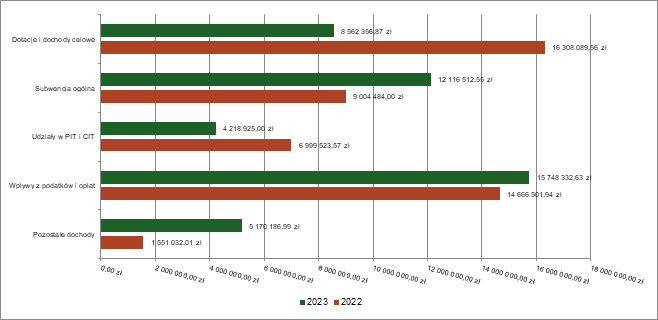 Dotacje i dochody celowe
8 562 356,87 zł
16 308 089,56 zł
Subwencja ogólna
12 116 512,55 zł
9 004 484,00 zł
Udziały w PIT i CIT
4 218 925,00 zł
6 999 523,57 zł
Wpływy z podatków i opłat
15 748 332,63 zł
14 666 501,94 zł
Pozostałe dochody
5 170 186,99 zł
1 551 032,01 zł
0,00 zł
2 000 000,00 zł
4 000 000,00 zł
6 000 000,00 zł
8 000 000,00 zł
10 000 000,00 zł
12 000 000,00 zł
14 000 000,00 zł
16 000 000,00 zł
18 000 000,00 zł
2023 2022